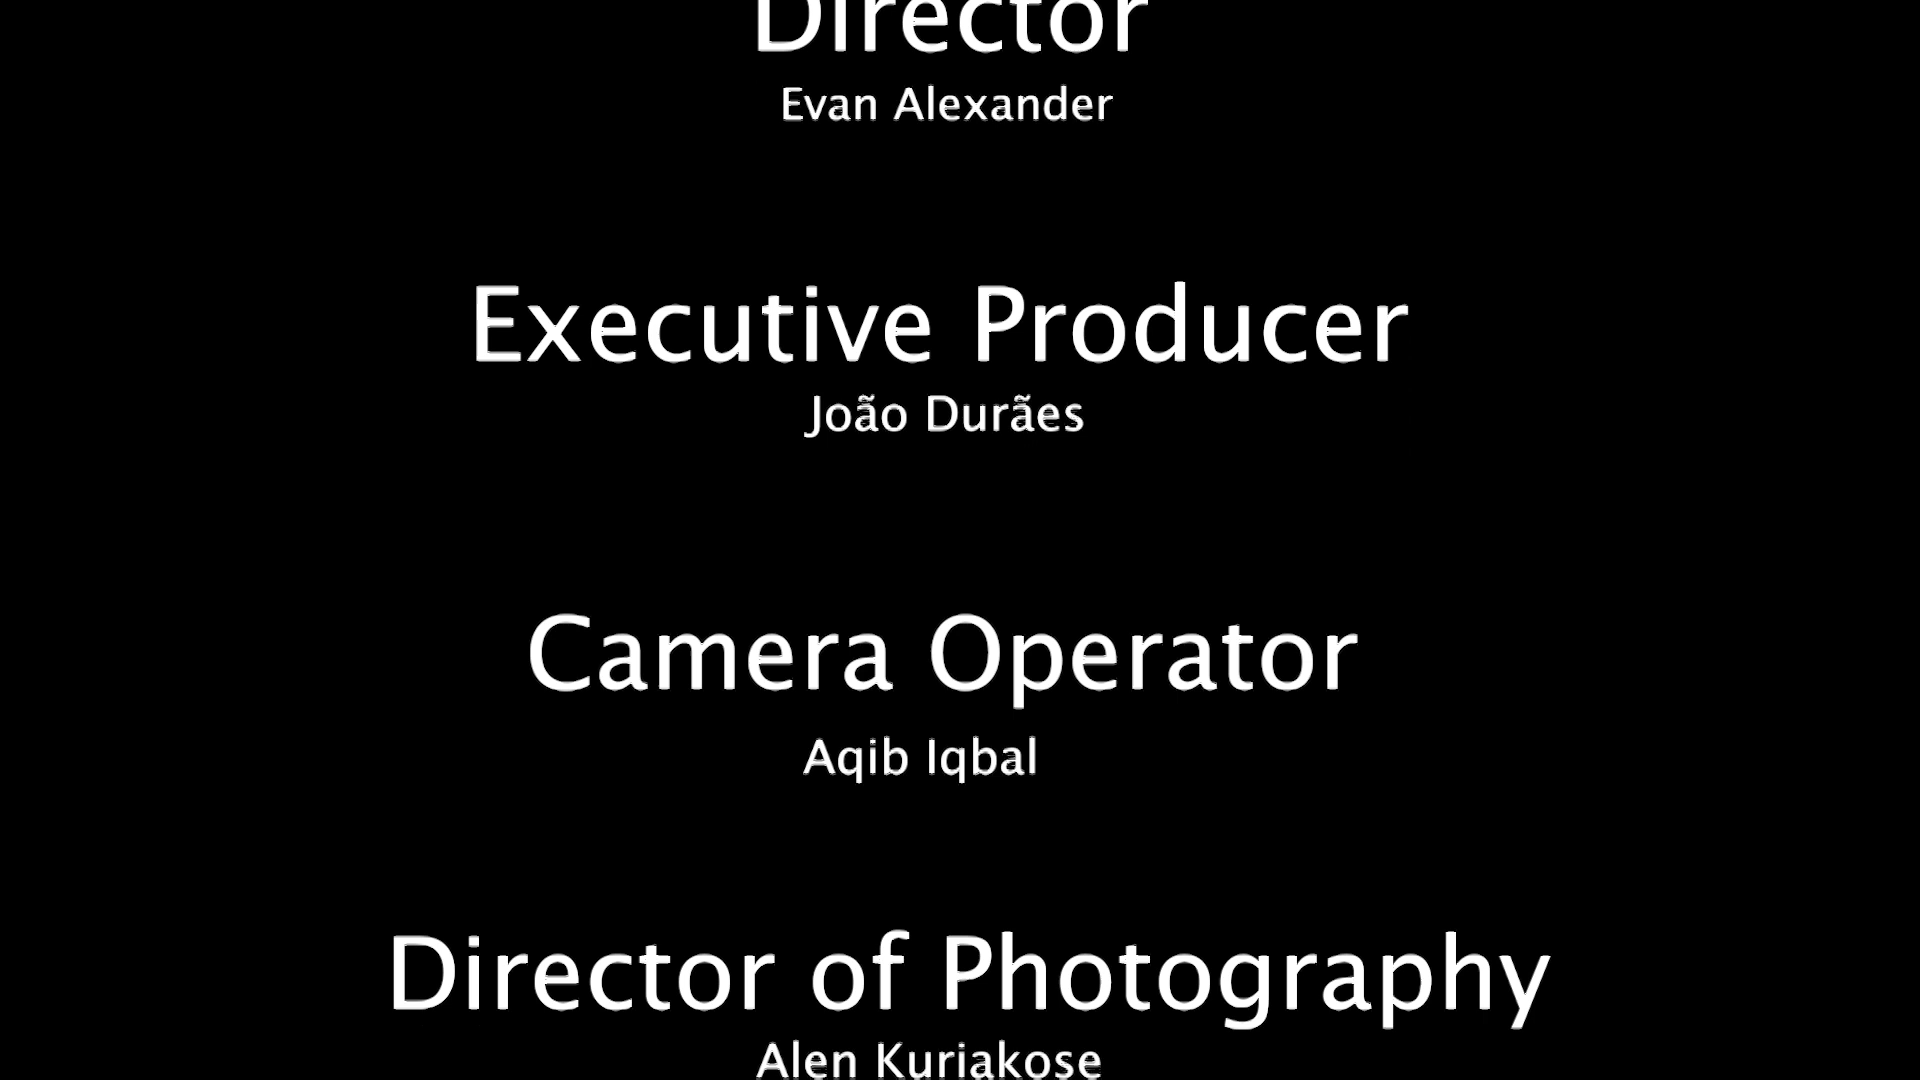 Director
Evan Alexander
Executive Producer
João Durães
Camera Operator
Aqib Iqbal
Director of Photography
Alen Kuriakose